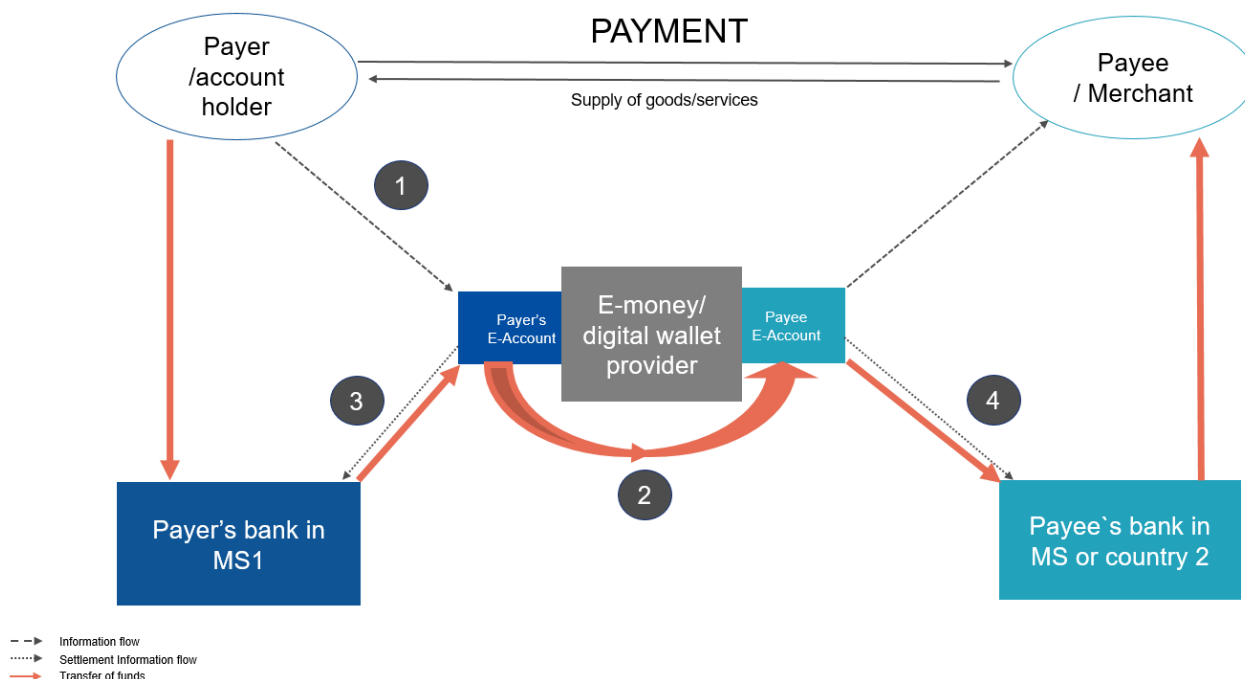 PAYMENT
Payer
/account
holder
Payee
/ Merchant
Supply of goods/services
1
Payer's
E-Account
E-money/
digital wallet
provider
Payee
E-Account
3
4
2
Payer’s bank in
MS1
Payee`s bank in
MS or country 2
Information flow
Settlement Information flow
Transfer of funds